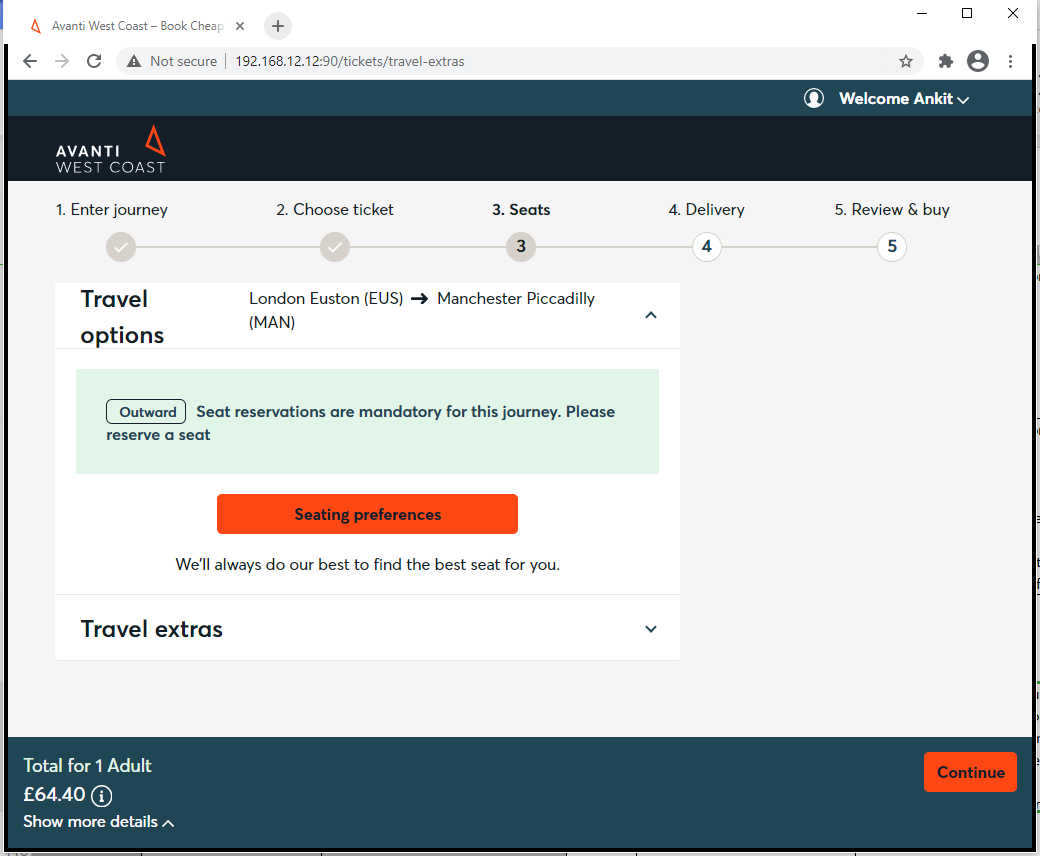 Avanti West Coast – Book Cheap
Not secure | 192.168.12.12:90/tickets/travel-extras
Welcome Ankit
AVANTI
WEST COAST
1. Enter journey 2. Choose ticket 3. Seats 4. Delivery 5. Review & buy
3 4 5
Travel options
London Euston (EUS) → Manchester Piccadilly
(MAN)
Outward Seat reservations are mandatory for this journey. Please
reserve a seat
Seating preferences
We'll always do our best to find the best seat for you.
Travel extras
Total for 1 Adult
£64.40
Show more details
Continue